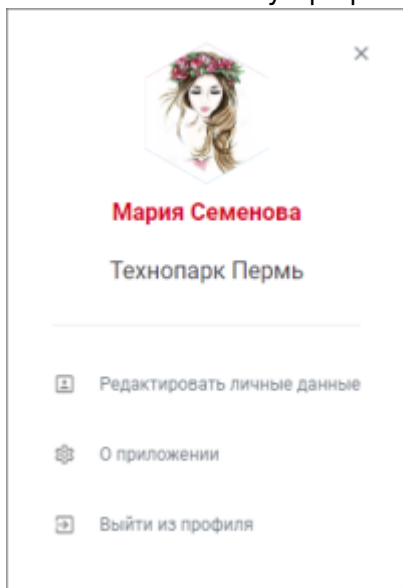 Мария Семенова
Технопарк Пермь
Редактировать личные данные
О приложении
Выйти из профиля